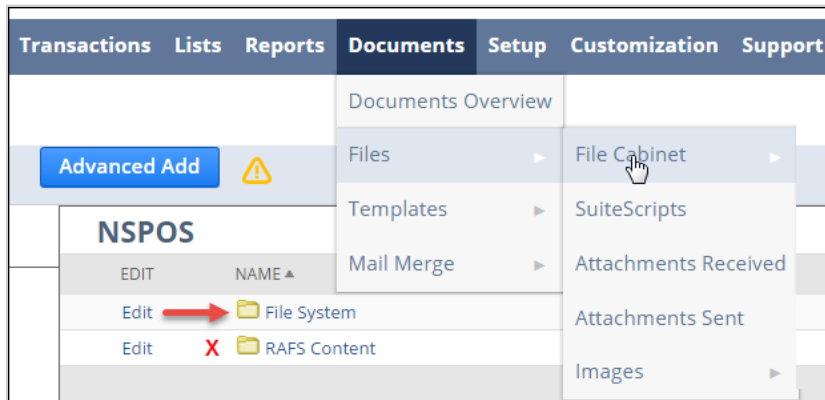 Transactions Lists Reports Documents Setup Customization Support
Documents Overview
Files
File Cabinet
Advanced Add
Templates
SuiteScripts
NSPOS
Mail Merge
Attachments Received
EDIT NAME
Edit File System
Attachments Sent
Edit X RAFS Content
Images